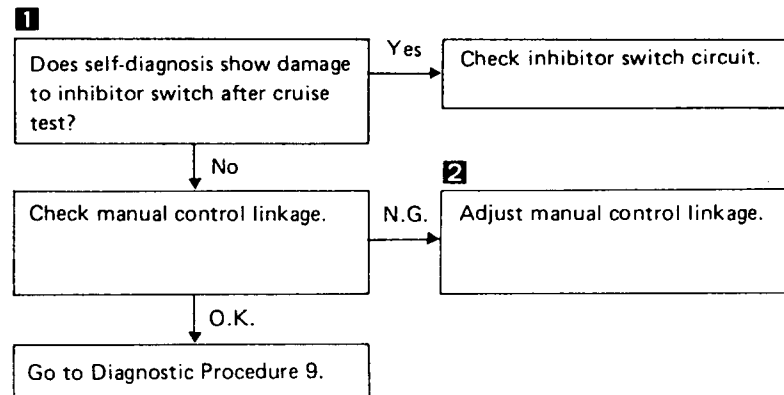 1
Does self-diagnosis show damage
to inhibitor switch after cruise
test?
Yes
Check inhibitor switch circuit.
No
Check manual control linkage.
N.G.
2
Adjust manual control linkage.
O.K.
Go to Diagnostic Procedure 9.